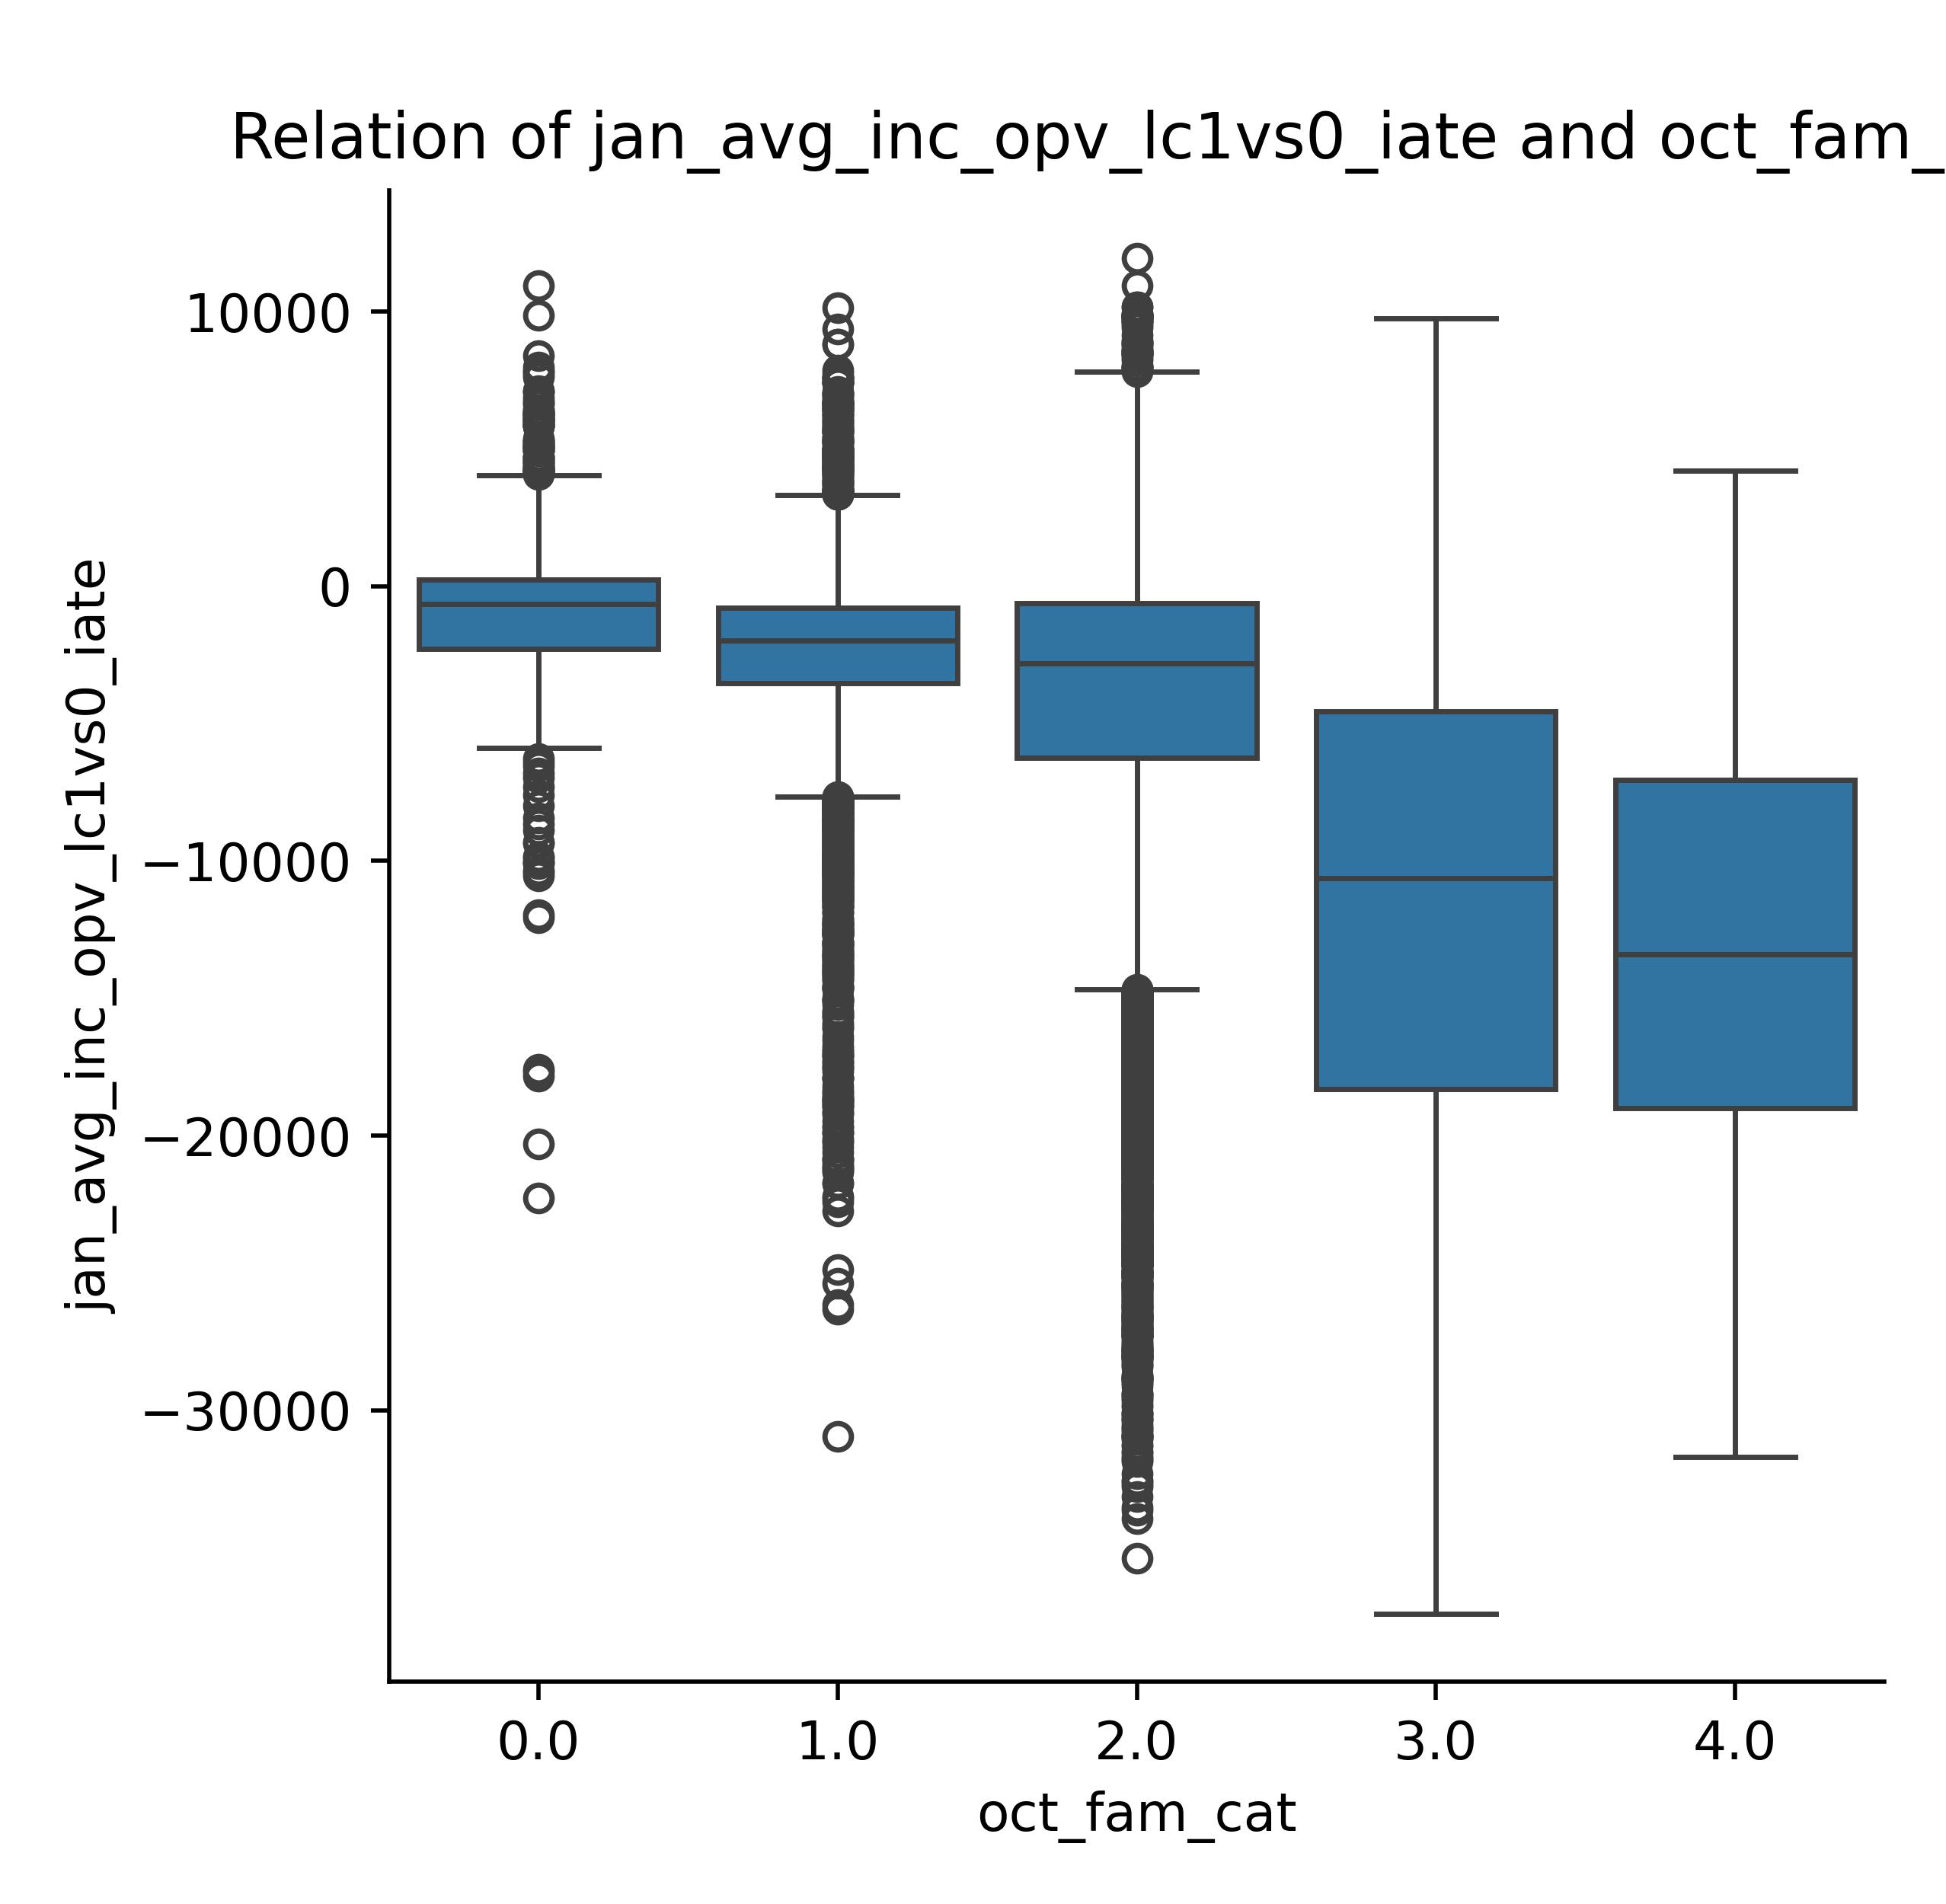 Relation of jan_avg_inc_opv_lc1vs0_iate and oct_fam_
jan_avg_inc_opv_lc1vs0_iate
10000
0
−10000
−20000
−30000
0.0 1.0 2.0 3.0 4.0
oct_fam_cat